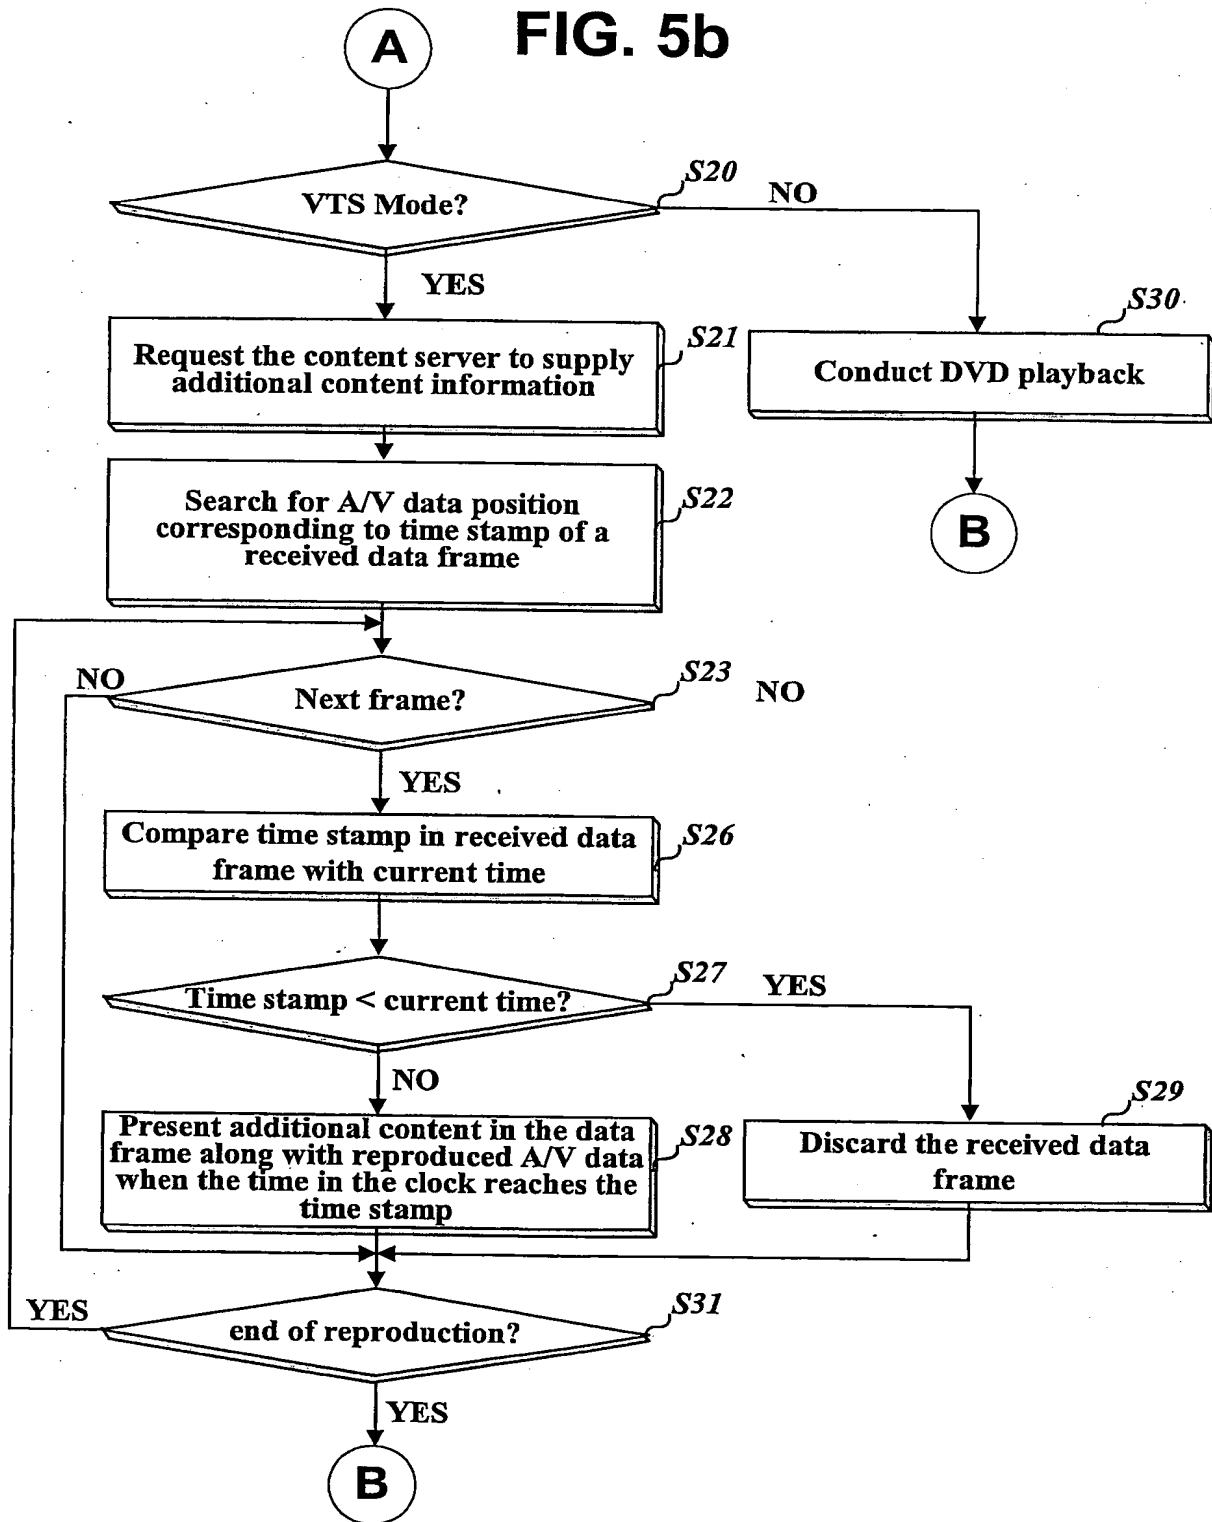 FIG. 5b
A
VTS Mode?
S20
NO
YES
S30
Request the content server to supply
additional content information
S21
Conduct DVD playback
Search for A/V data position
corresponding to time stamp of a
received data frame
S22
B
NO
Next frame?
S23
NO
YES
Compare time stamp in received data
frame with current time
S26
Time stamp < current time?
S27
YES
NO
Present additional content in the data
frame along with reproduced A/V data
when the time in the clock reaches the
time stamp
S28
S29
Discard the received data
frame
YES
end of reproduction?
S31
YES
B